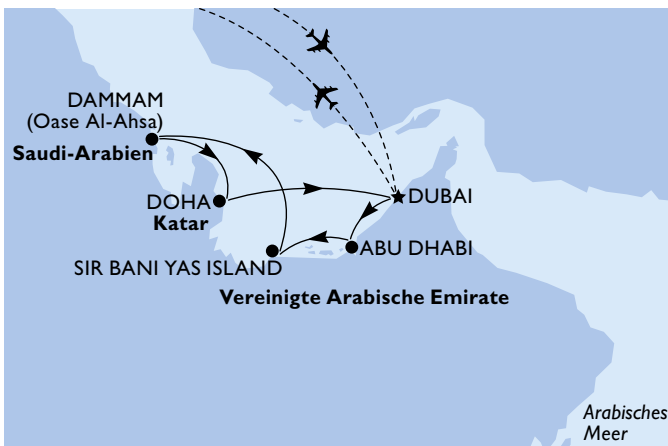 DAMMAM
(Oase Al-Ahsa)
Saudi-Arabien
DOHA
Katar
DUBAI
ABU DHABI
SIR BANI YAS ISLAND
Vereinigte Arabische Emirate
Arabisches
Meer